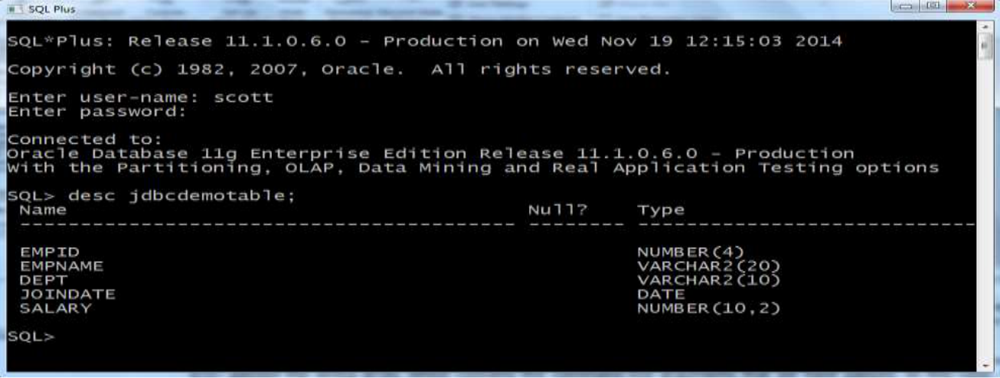 SQL Plus
SQL*Plus: Release 11.1.0.6.0 - Production on Wed Nov 19 12:15:03 2014
Copyright (c) 1982, 2007, Oracle.  All rights reserved.
Enter user-name: scott
Enter password:
Connected to:
Oracle Database 11g Enterprise Edition Release 11.1.0.6.0 - Production
With the Partitioning, OLAP, Data Mining and Real Application Testing options
SQL> desc jdbcdemotable;
Name Null? Type
----------------------------------------- -------- ----------------------------
EMPID NUMBER(4)
EMPNAME VARCHAR2(20)
DEPT VARCHAR2(10)
JOINDATE DATE
SALARY NUMBER(10,2)
SQL>